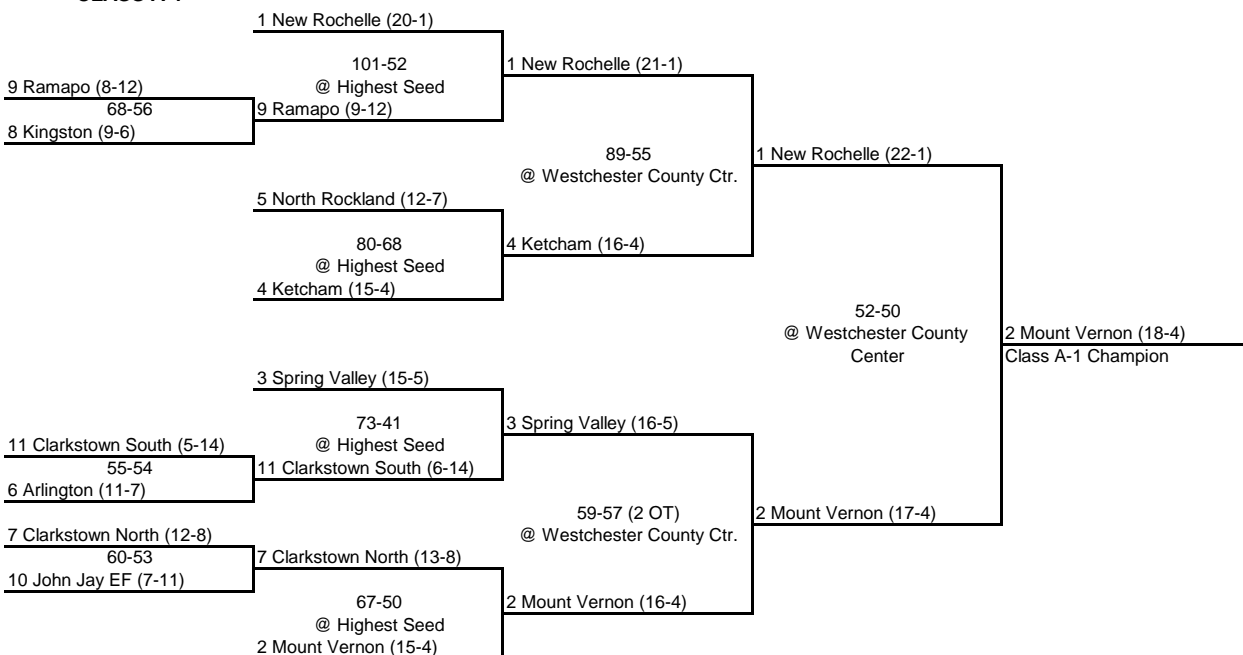 1 New Rochelle (20-1)
101-52
@ Highest Seed
1 New Rochelle (21-1)
9 Ramapo (8-12)
68-56
9 Ramapo (9-12)
8 Kingston (9-6)
89-55
@ Westchester County Ctr.
1 New Rochelle (22-1)
5 North Rockland (12-7)
80-68
@ Highest Seed
4 Ketcham (16-4)
4 Ketcham (15-4)
52-50
@ Westchester County
Center
2 Mount Vernon (18-4)
Class A-1 Champion
3 Spring Valley (15-5)
73-41
@ Highest Seed
3 Spring Valley (16-5)
11 Clarkstown South (5-14)
55-54
11 Clarkstown South (6-14)
6 Arlington (11-7)
59-57 (2 OT)
@ Westchester County Ctr.
2 Mount Vernon (17-4)
7 Clarkstown North (12-8)
60-53
7 Clarkstown North (13-8)
10 John Jay EF (7-11)
67-50
@ Highest Seed
2 Mount Vernon (16-4)
2 Mount Vernon (15-4)